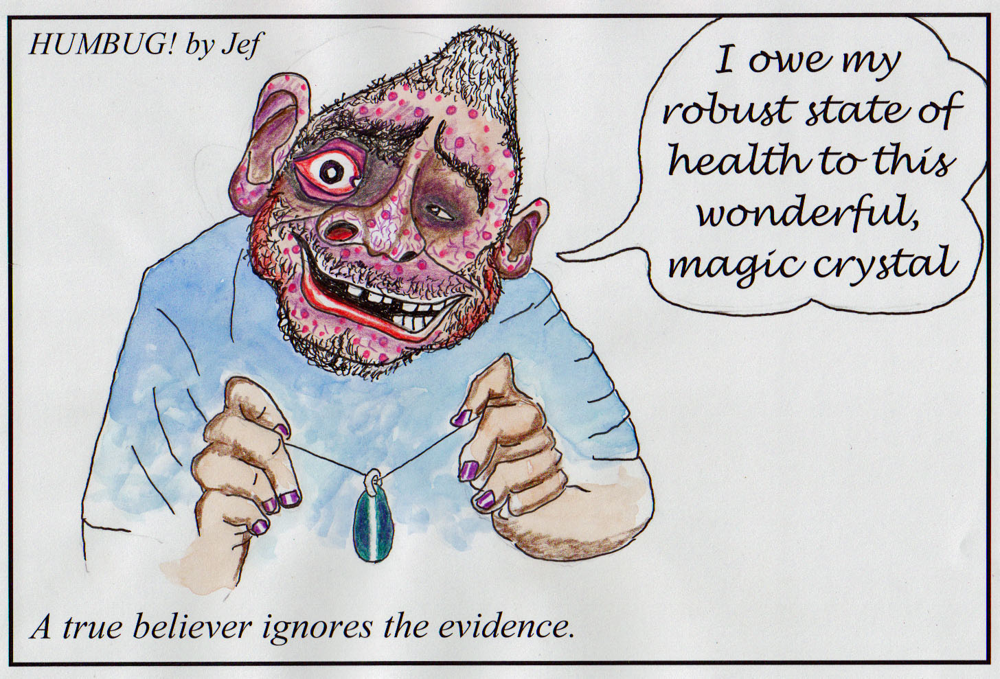 HUMBUG! by Jef
I owe my
robust state of
health to this
wonderful,
magic crystal
A true believer ignores the evidence.